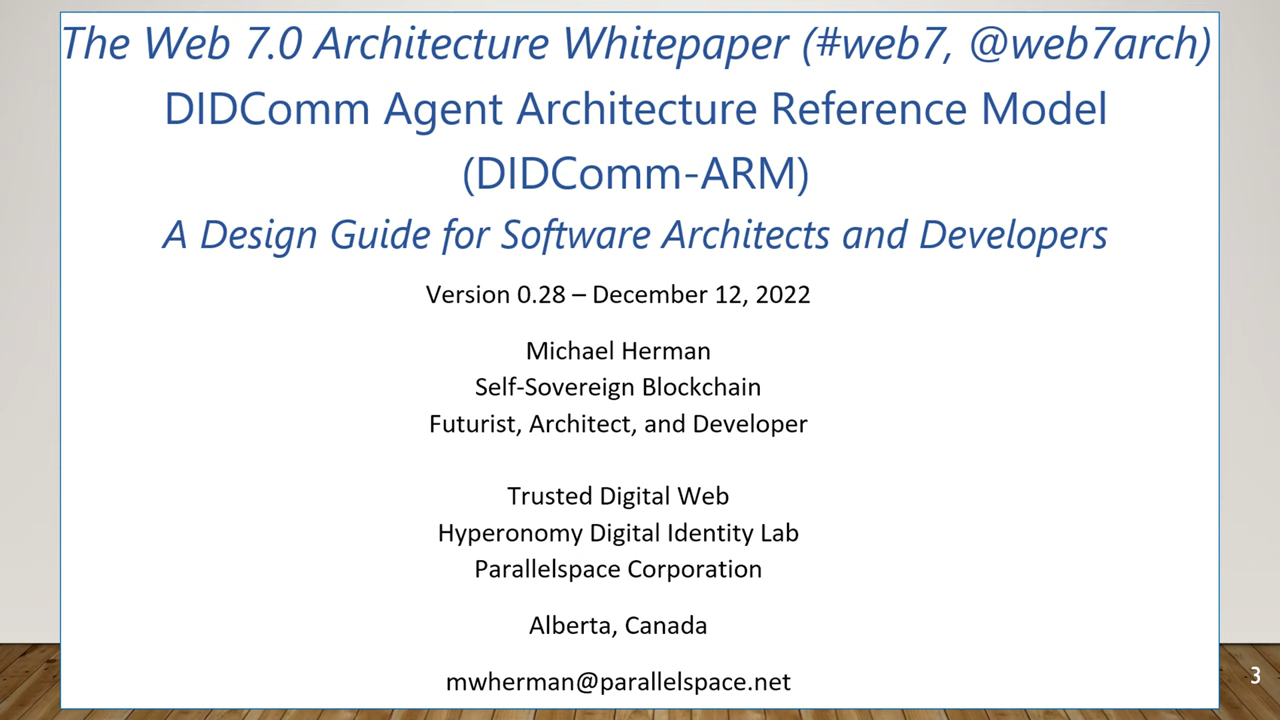 The Web 7.0 Architecture Whitepaper (#web7, @web7arch)
DIDComm Agent Architecture Reference Model
(DIDComm-ARM)
A Design Guide for Software Architects and Developers
Version 0.28 – December 12, 2022
Michael Herman
Self-Sovereign Blockchain
Futurist, Architect, and Developer
Trusted Digital Web
Hyperonomy Digital Identity Lab
Parallelspace Corporation
Alberta, Canada
mwherman@parallelspace.net
3